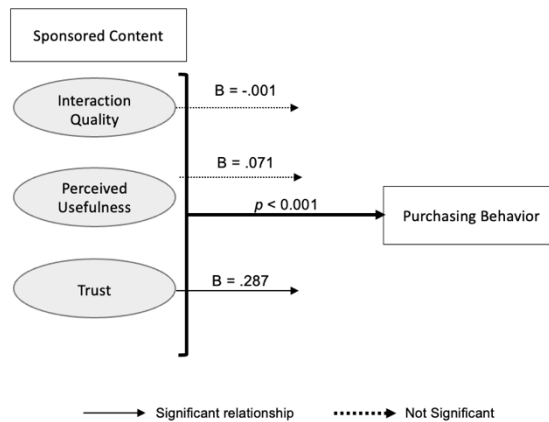 Sponsored Content
Interaction
Quality
B = -.001
Perceived
Usefulness
B = .071
p < 0.001
Purchasing Behavior
Trust
B = .287
Significant relationship
Not Significant